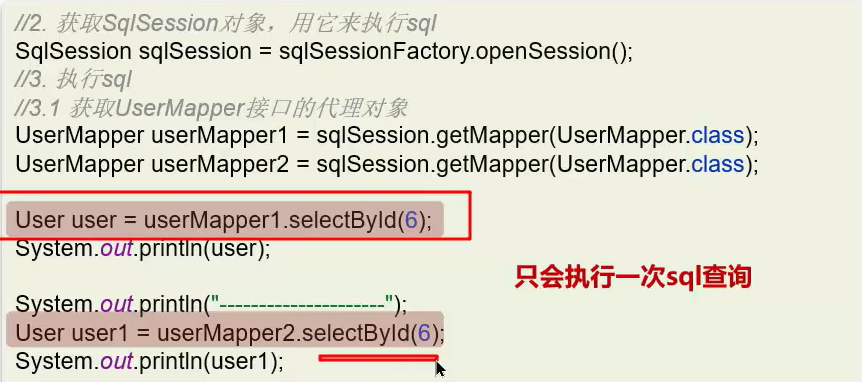 //2. 获取SqlSession对象，用它来执行sql
SqlSession sqlSession = sqlSessionFactory.openSession();
//3. 执行sql
//3.1 获取UserMapper接口的代理对象
UserMapper userMapper1 = sqlSession.getMapper(UserMapper.class);
UserMapper userMapper2 = sqlSession.getMapper(UserMapper.class);
User user = userMapper1.selectById(6);
System.out.println(user);
只会执行一次sql查询
System.out.println("---------------------");
User user1 = userMapper2.selectById(6);
System.out.println(user1);